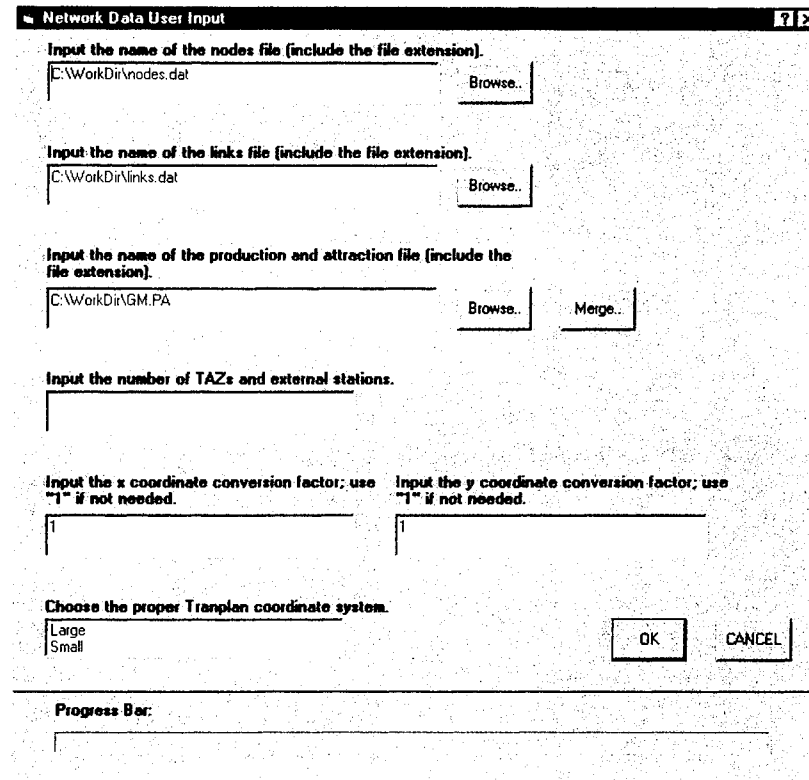 Network Data User Input
Input the name of the nodes file (include the file extension).
C:\WorkDir\nodes.dat
Browse..
Input the name of the links file (include the file extension).
C:\WorkDir\links.dat
Browse..
Input the name of the production and attraction file (include the
file extension).
C:\WorkDir\GM.PA
Browse..
Merge..
Input the number of TAZs and external stations.
Input the x coordinate conversion factor; use
"1" if not needed.
Input the y coordinate conversion factor; use
"1" if not needed.
1
1
Choose the proper Tranplan coordinate system.
Large
Small
OK
CANCEL
Progress Bar: